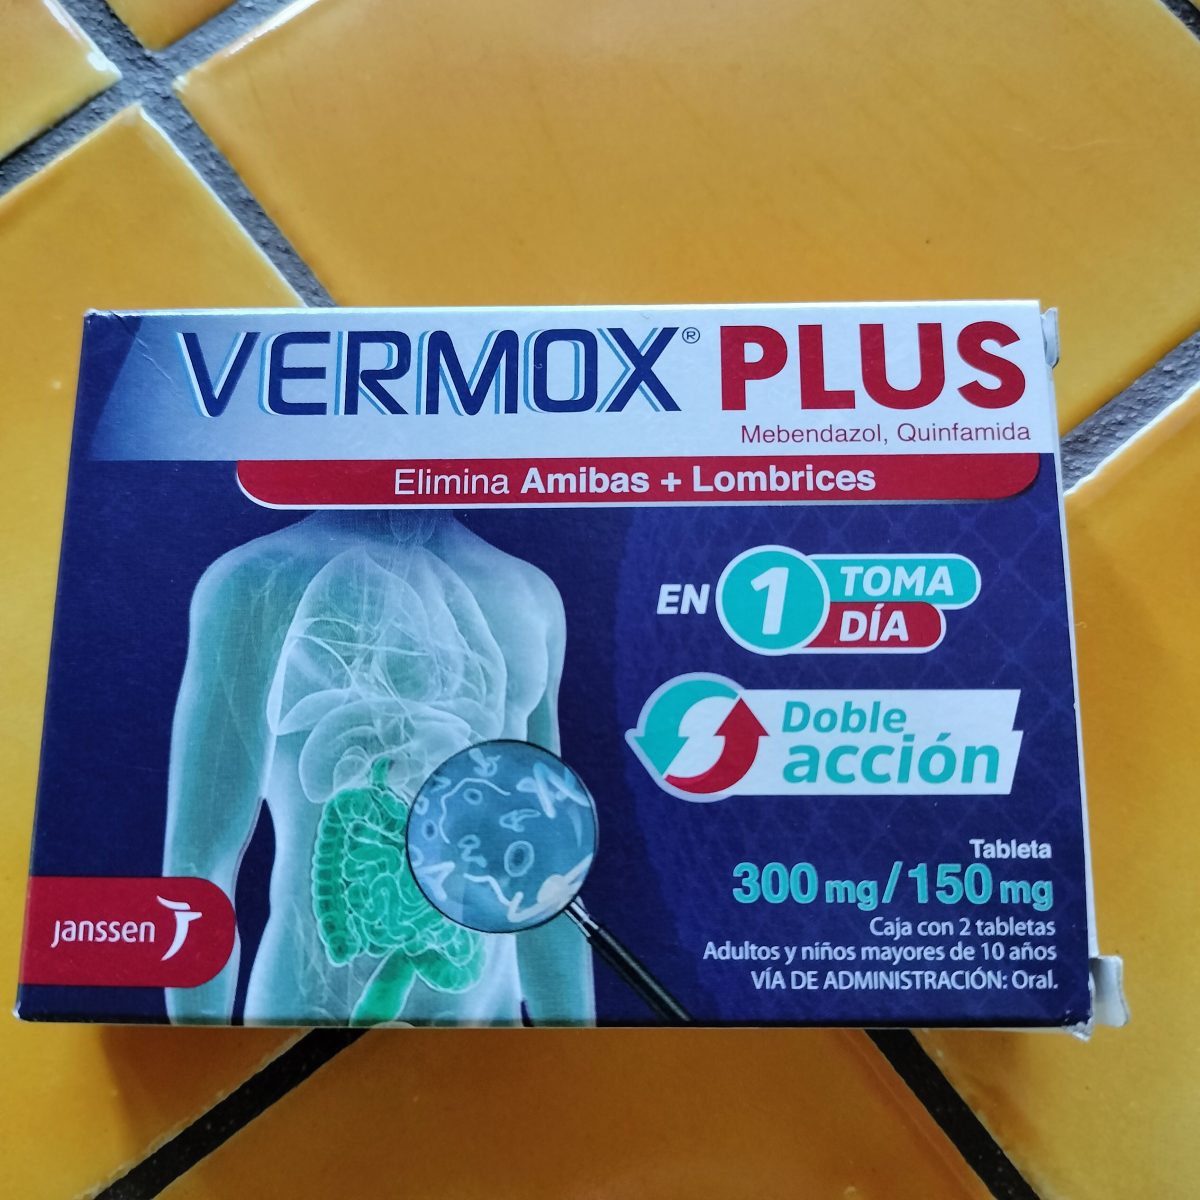 VERMOX® PLUS
Mebendazol, Quinfamida
Elimina Amibas + Lombrices
EN 1 TOMA DÍA
Doble
acción
Tableta
300 mg/150 mg
Caja con 2 tabletas
Adultos y niños mayores de 10 años
VÍA DE ADMINISTRACIÓN: Oral.
janssen